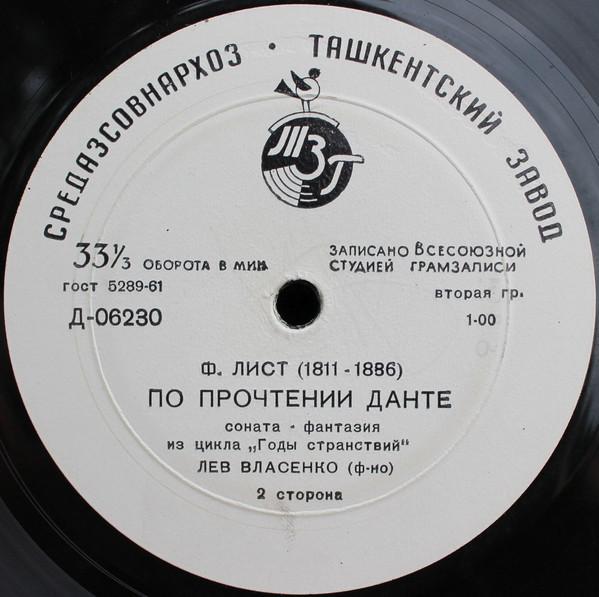 СРЕДАЗСОВНАРХОЗ • ТАШКЕНТСКИЙ ЗАВОД
ТЗГ
33⅓ ОБОРОТА В МИН
ГОСТ 5289-61
Д-06230
ЗАПИСАНО ВСЕСОЮЗНОЙ
СТУДИЕЙ ГРАМЗАПИСИ
вторая гр.
1-00
Ф. ЛИСТ (1811-1886)
ПО ПРОЧТЕНИИ ДАНТЕ
соната - фантазия
из цикла „Годы странствий"
ЛЕВ ВЛАСЕНКО (ф-но)
2 сторона